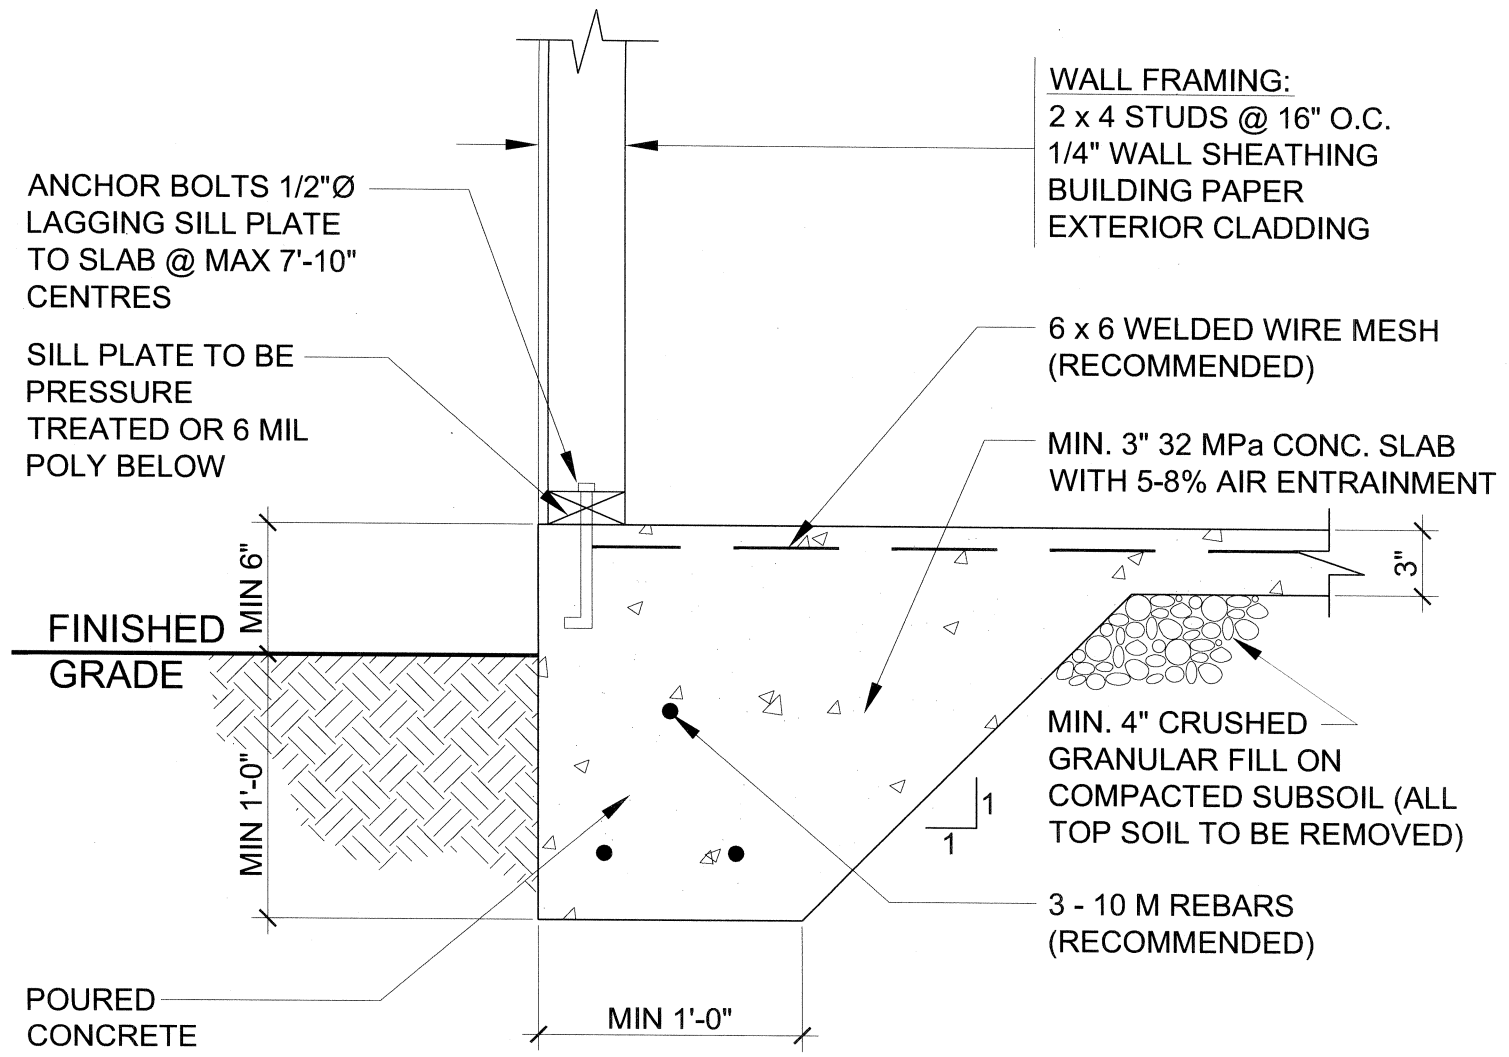 WALL FRAMING:
2 x 4 STUDS @ 16" O.C.
1/4" WALL SHEATHING
BUILDING PAPER
EXTERIOR CLADDING
ANCHOR BOLTS 1/2"Ø
LAGGING SILL PLATE
TO SLAB @ MAX 7'-10"
CENTRES
SILL PLATE TO BE
PRESSURE
TREATED OR 6 MIL
POLY BELOW
6 x 6 WELDED WIRE MESH
(RECOMMENDED)
MIN. 3" 32 MPa CONC. SLAB
WITH 5-8% AIR ENTRAINMENT
MIN 6"
3"
FINISHED
GRADE
MIN 1'-0"
MIN. 4" CRUSHED
GRANULAR FILL ON
COMPACTED SUBSOIL (ALL
TOP SOIL TO BE REMOVED)
1
1
3 - 10 M REBARS
(RECOMMENDED)
POURED
CONCRETE
MIN 1'-0"